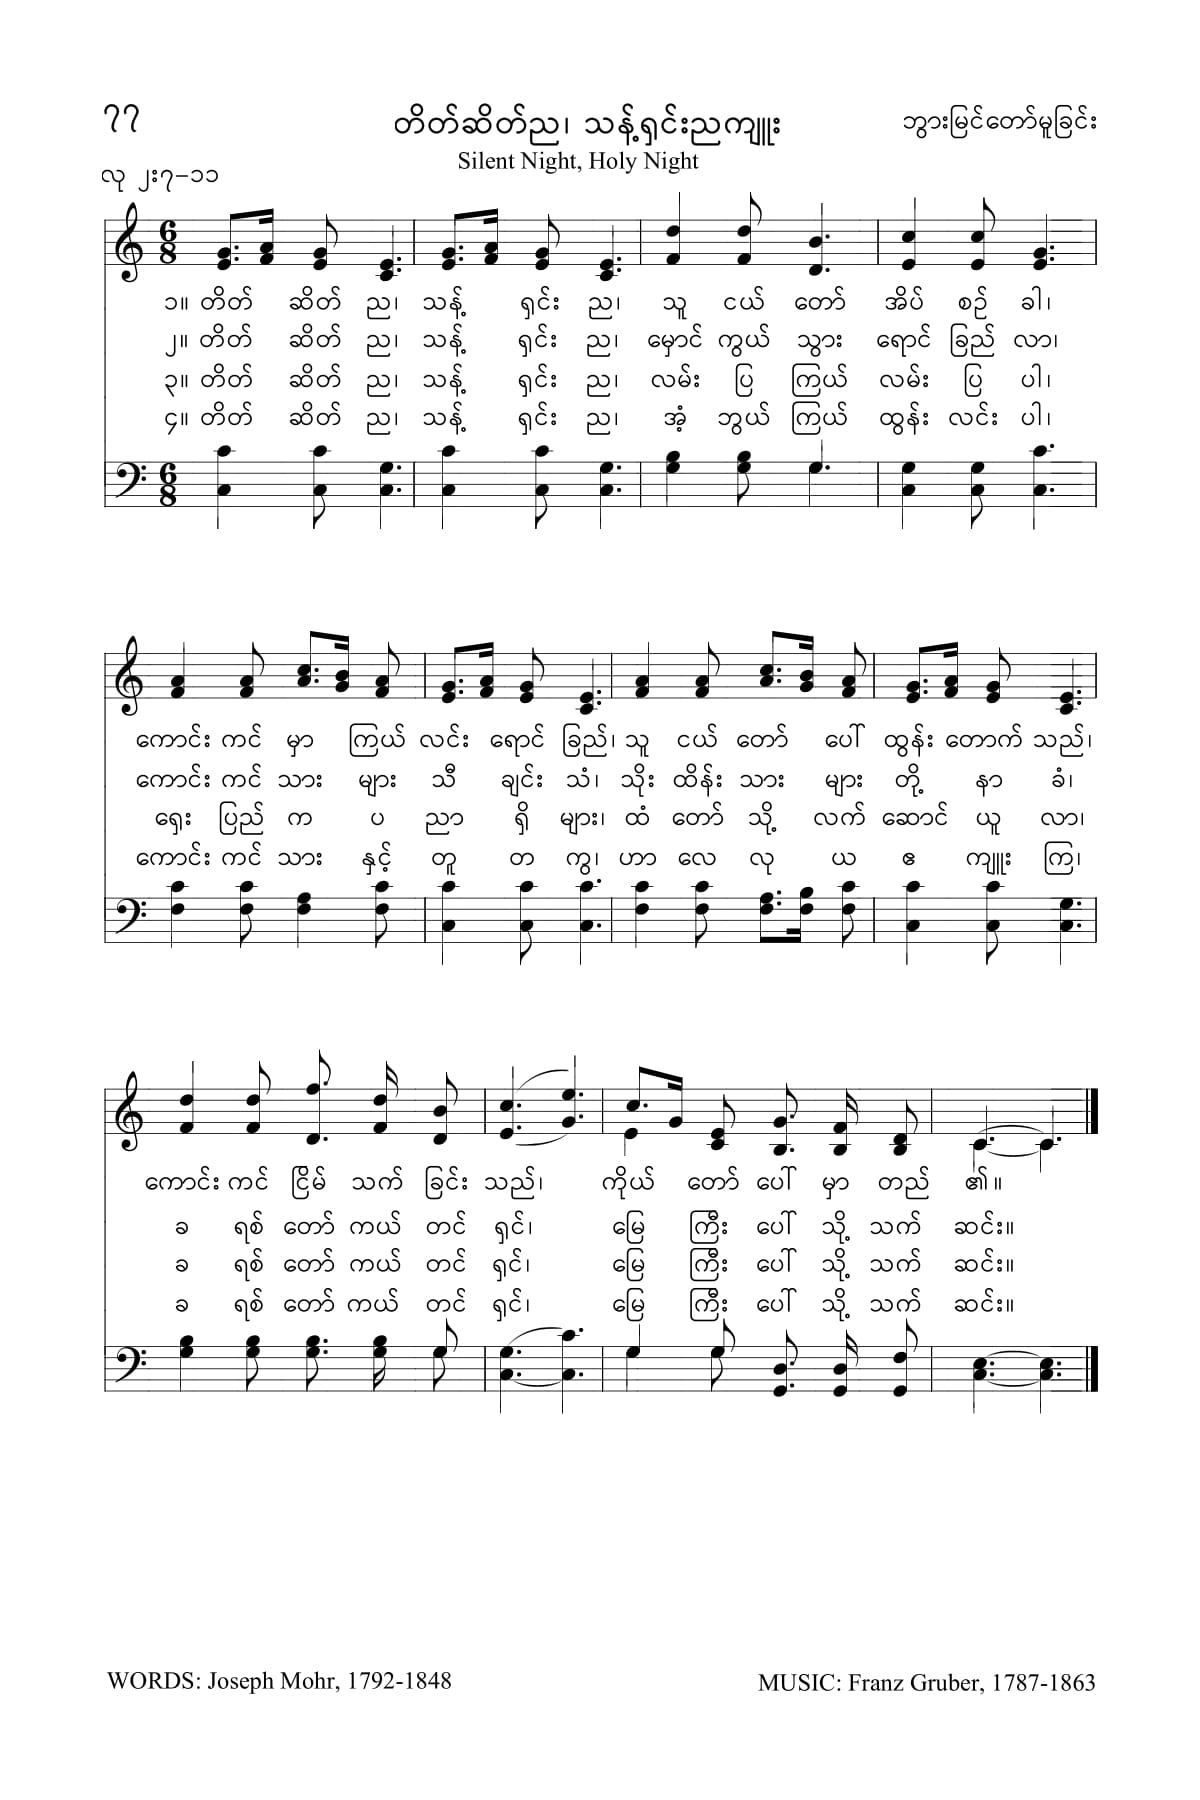 ၇၇
တိတ်ဆိတ်ည၊ သန့်ရှင်းညကျူး
ဘွားမြင်တော်မူခြင်း
Silent Night, Holy Night
လု ၂း၇–၁၁
၁။ တိတ် ဆိတ် ည၊ သန့် ရှင်း ည၊ သူ ငယ် တော် အိပ် စဉ် ခါ၊
၂။ တိတ် ဆိတ် ည၊ သန့် ရှင်း ည၊ မှောင် ကွယ် သွား ရောင် ခြည် လာ၊
၃။ တိတ် ဆိတ် ည၊ သန့် ရှင်း ည၊ လမ်း ပြ ကြယ် လမ်း ပြ ပါ၊
၄။ တိတ် ဆိတ် ည၊ သန့် ရှင်း ည၊ အံ့ ဘွယ် ကြယ် ထွန်း လင်း ပါ၊
ကောင်း ကင် မှာ ကြယ် လင်း ရောင် ခြည်၊ သူ ငယ် တော် ပေါ် ထွန်း တောက် သည်၊
ကောင်း ကင် သား များ သီ ချင်း သံ၊ သိုး ထိန်း သား များ တို့ နာ ခံ၊
ရှေး ပြည် က ပ ညာ ရှိ များ၊ ထံ တော် သို့ လက် ဆောင် ယူ လာ၊
ကောင်း ကင် သား နှင့် တူ တ ကွ၊ ဟာ လေ လု ယ ဧ ကျူး ကြ၊
ကောင်း ကင် ငြိမ် သက် ခြင်း သည်၊ ကိုယ် တော် ပေါ် မှာ တည် ၏။
ခ ရစ် တော် ကယ် တင် ရှင်၊ မြေ ကြီး ပေါ် သို့ သက် ဆင်း။
ခ ရစ် တော် ကယ် တင် ရှင်၊ မြေ ကြီး ပေါ် သို့ သက် ဆင်း။
ခ ရစ် တော် ကယ် တင် ရှင်၊ မြေ ကြီး ပေါ် သို့ သက် ဆင်း။
WORDS: Joseph Mohr, 1792-1848
MUSIC: Franz Gruber, 1787-1863